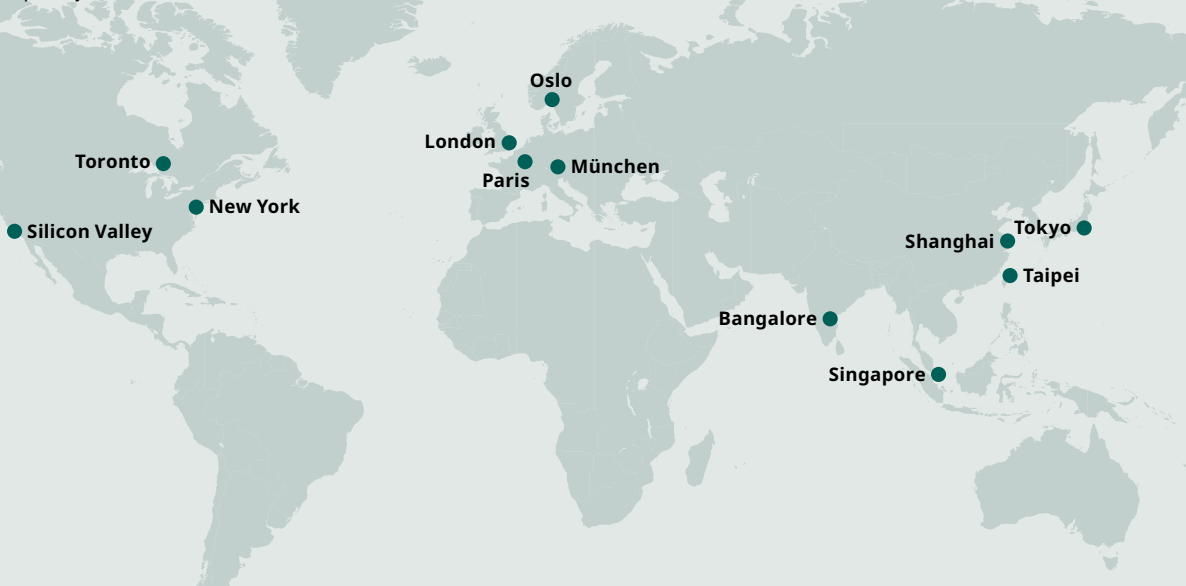 Oslo
London
Toronto
Paris
München
New York
Silicon Valley
Tokyo
Shanghai
Taipei
Bangalore
Singapore